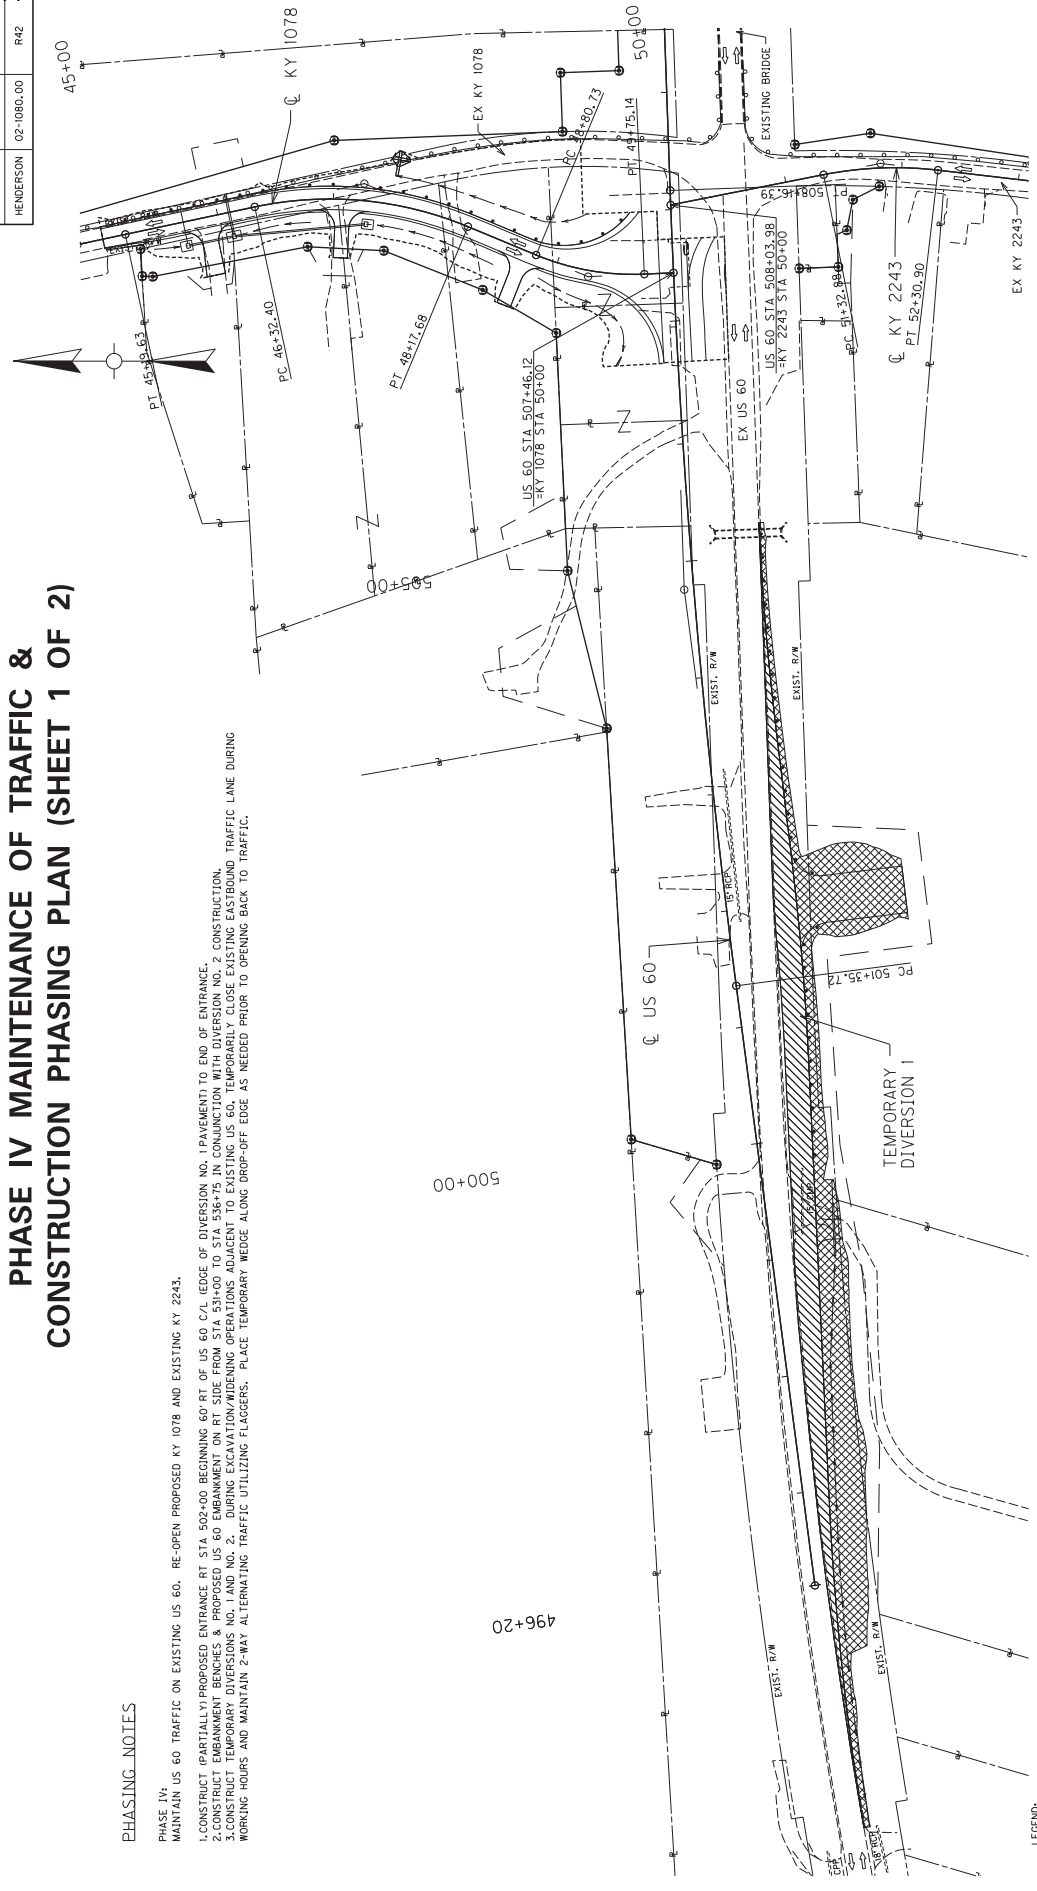 PHASE IV MAINTENANCE OF TRAFFIC &
CONSTRUCTION PHASING PLAN (SHEET 1 OF 2)
HENDERSON
02-1080.00
R42
PHASING NOTES
PHASE IV:
MAINTAIN US 60 TRAFFIC ON EXISTING US 60. RE-OPEN PROPOSED KY 1078 AND EXISTING KY 2243.
1. CONSTRUCT (PARTIALLY) PROPOSED ENTRANCE RT STA 502+00 BEGINNING 60' RT OF US 60 C/L (EDGE OF DIVERSION NO. 1 PAVEMENT) TO END OF ENTRANCE.
2. CONSTRUCT EMBANKMENT BENCHES & PROPOSED US 60 EMBANKMENT ON RT SIDE FROM STA 531+00 TO STA 536+75 IN CONJUNCTION WITH DIVERSION NO. 2 CONSTRUCTION.
3. CONSTRUCT TEMPORARY DIVERSIONS NO. 1 AND NO. 2. DURING EXCAVATION/WIDENING OPERATIONS ADJACENT TO EXISTING US 60, TEMPORARILY CLOSE EXISTING EASTBOUND TRAFFIC LANE DURING
WORKING HOURS AND MAINTAIN 2-WAY ALTERNATING TRAFFIC UTILIZING FLAGGERS. PLACE TEMPORARY WEDGE ALONG DROP-OFF EDGE AS NEEDED PRIOR TO OPENING BACK TO TRAFFIC.
45+00
℄ KY 1078
EX KY 1078
50+00
PT 45+19.63
PC 46+32.40
PT 48+17.68
PC 48+80.73
PT 49+75.14
EXISTING BRIDGE
US 60 STA 507+46.12
=KY 1078 STA 50+00
US 60 STA 508+03.98
=KY 2243 STA 50+00
PT 508+16.39
PC 51+32.98
℄ KY 2243
PT 52+30.90
EX KY 2243
EX US 60
505+00
EXIST. R/W
EXIST. R/W
15" RCP
℄ US 60
PC 501+35.72
500+00
TEMPORARY
DIVERSION 1
496+20
EXIST. R/W
EXIST. R/W
CPP
18" RCP
LEGEND: